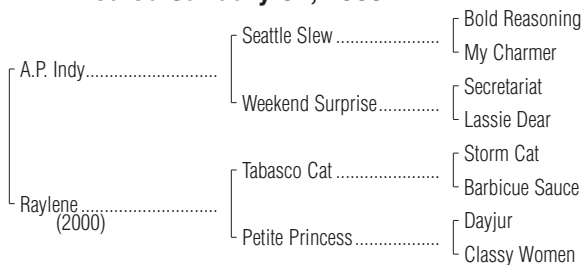 Bold Reasoning
Seattle Slew
My Charmer
A.P. Indy
Secretariat
Weekend Surprise
Lassie Dear
Storm Cat
Tabasco Cat
Barbicue Sauce
Raylene
(2000)
Dayjur
Petite Princess
Classy Women